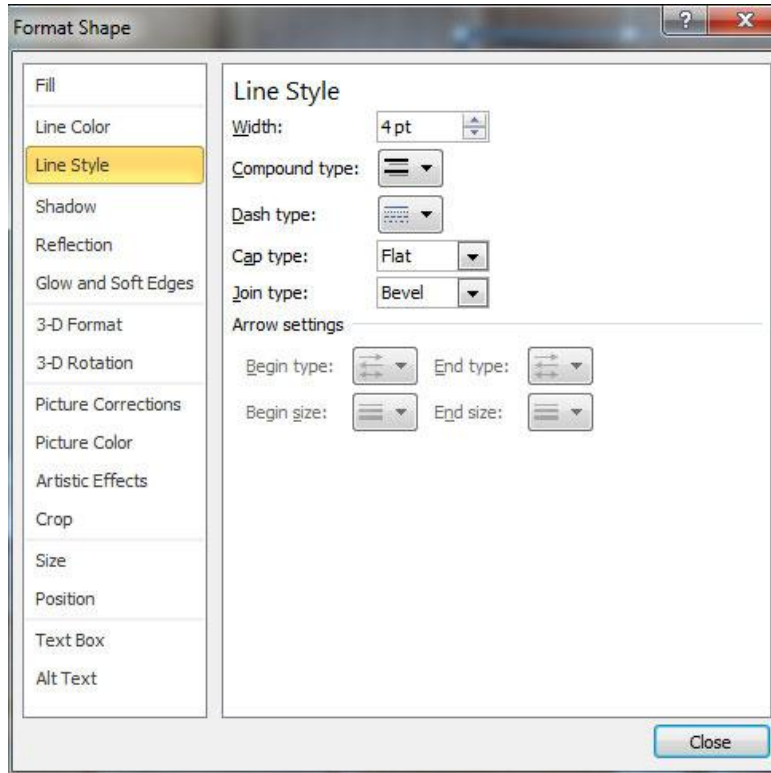 Format Shape
Fill
Line Color
Line Style
Shadow
Reflection
Glow and Soft Edges
3-D Format
3-D Rotation
Picture Corrections
Picture Color
Artistic Effects
Crop
Size
Position
Text Box
Alt Text
Line Style
Width: 4 pt
Compound type:
Dash type:
Cap type: Flat
Join type: Bevel
Arrow settings
Begin type: End type:
Begin size: End size:
Close